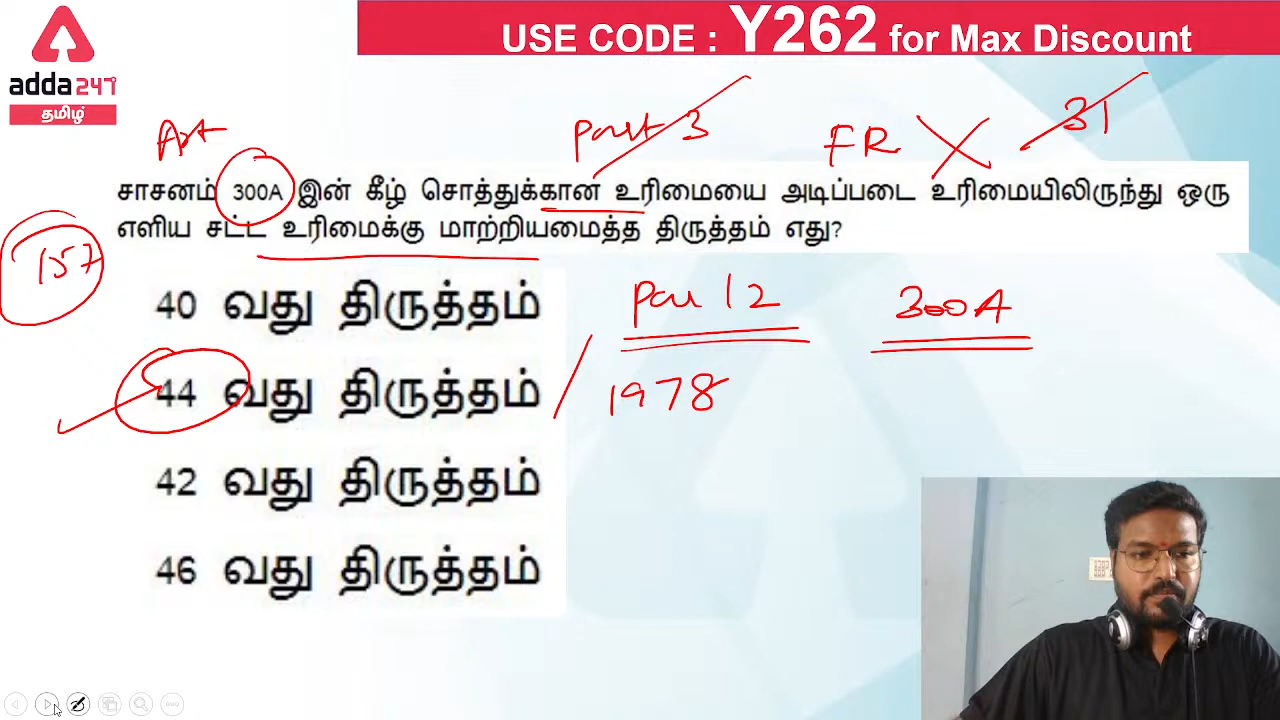 USE CODE : Y262 for Max Discount
adda247
தமிழ்
Art
Part 3
FR
31
சாசனம் 300A இன் கீழ் சொத்துக்கான உரிமையை அடிப்படை உரிமையிலிருந்து ஒரு
எளிய சட்ட உரிமைக்கு மாற்றியமைத்த திருத்தம் எது?
157
40 வது திருத்தம்
Par 12
300A
44 வது திருத்தம்
1978
42 வது திருத்தம்
46 வது திருத்தம்